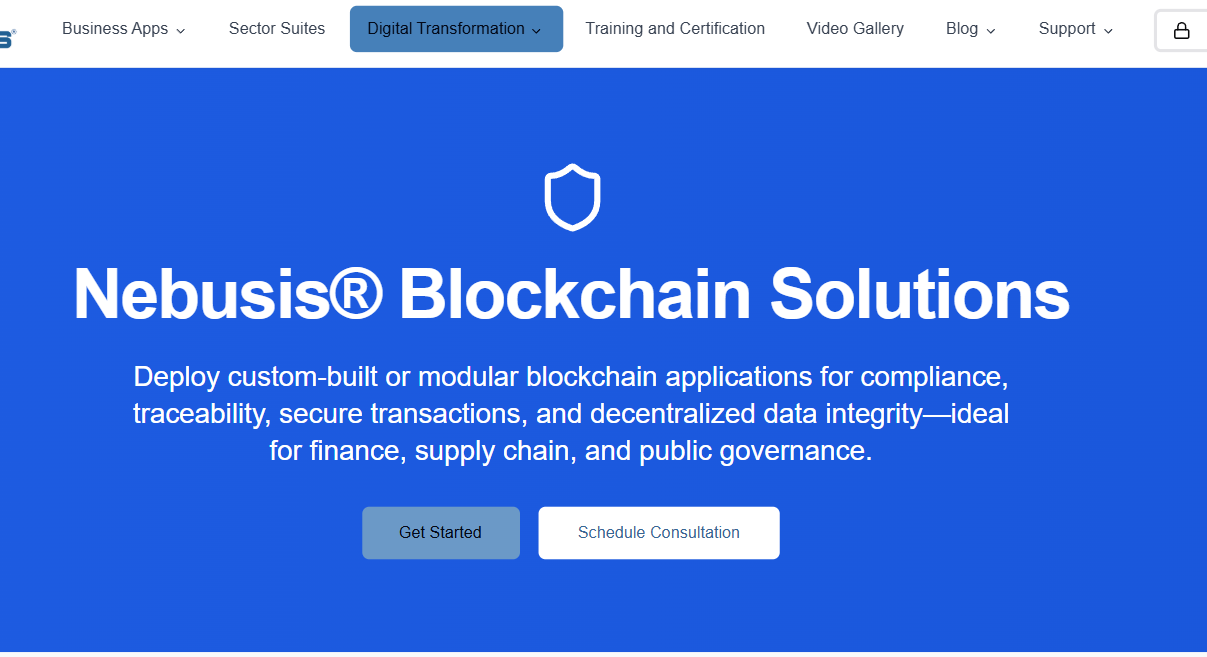 Business Apps
Sector Suites
Digital Transformation
Training and Certification
Video Gallery
Blog
Support
Nebusis® Blockchain Solutions
Deploy custom-built or modular blockchain applications for compliance,
traceability, secure transactions, and decentralized data integrity—ideal
for finance, supply chain, and public governance.
Get Started
Schedule Consultation